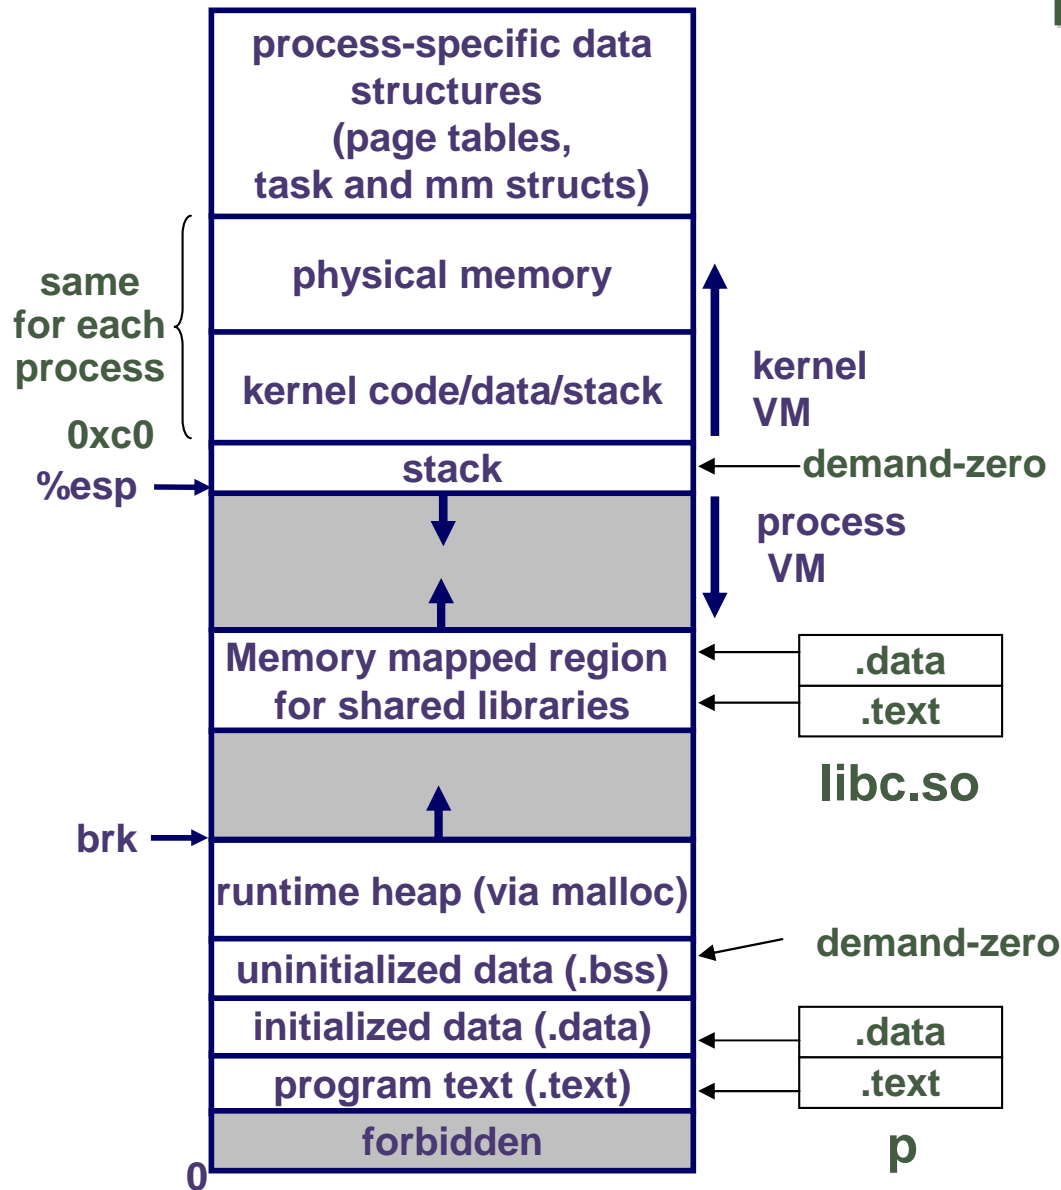 process-specific data
structures
(page tables,
task and mm structs)
same
for each
process
physical memory
kernel code/data/stack
kernel
VM
0xc0
stack
demand-zero
%esp
process
VM
Memory mapped region
for shared libraries
.data
.text
libc.so
brk
runtime heap (via malloc)
demand-zero
uninitialized data (.bss)
initialized data (.data)
.data
program text (.text)
.text
forbidden
p
0